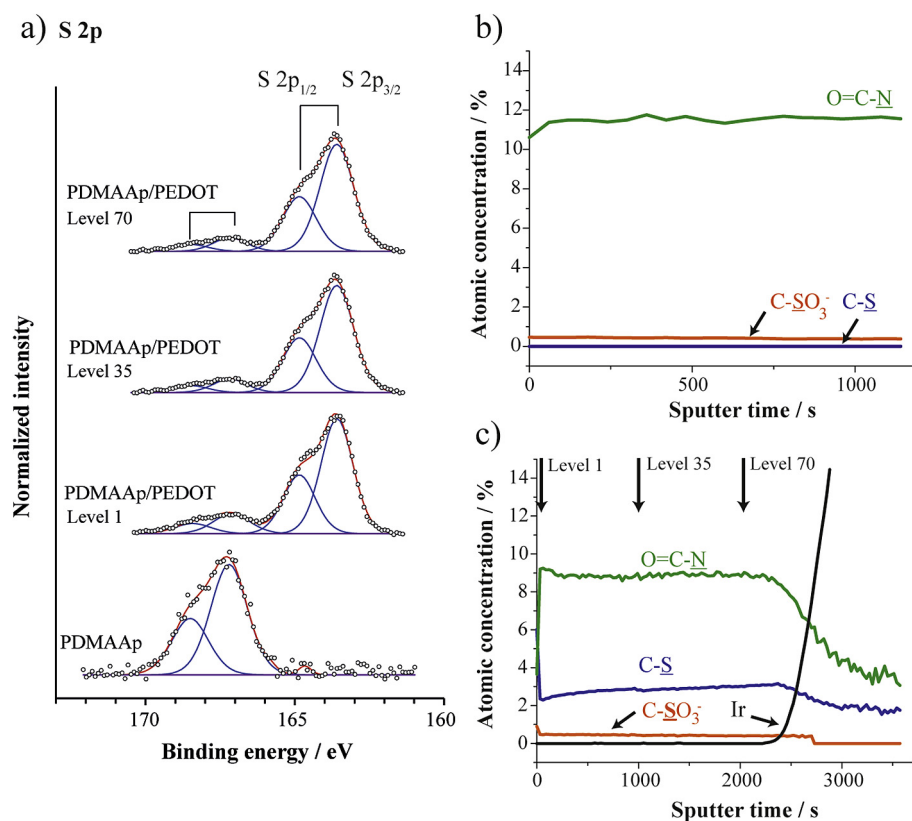 a) S 2p
S 2p1/2 S 2p3/2
PDMAAp/PEDOT
Level 70
PDMAAp/PEDOT
Level 35
PDMAAp/PEDOT
Level 1
PDMAAp
Normalized intensity
170 165 160
Binding energy / eV
b)
14
12
10
8
6
4
2
0
Atomic concentration / %
O=C-N
C-SO3- C-S
0 500 1000
Sputter time / s
c)
Level 1 Level 35 Level 70
14
12
10
8
6
4
2
0
Atomic concentration / %
O=C-N
C-S
C-SO3- Ir
0 1000 2000 3000
Sputter time / s